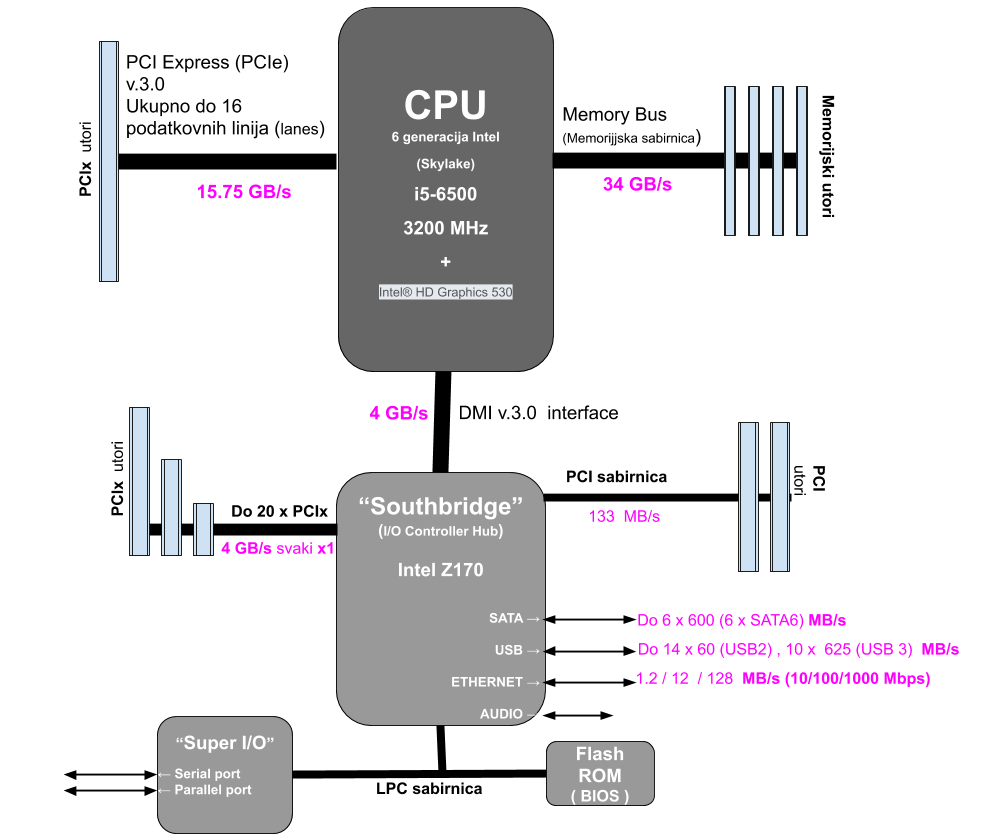 PCI Express (PCIe)
v.3.0
Ukupno do 16
podatkovnih linija (lanes)
PCIx utori
15.75 GB/s
CPU
6 generacija Intel
(Skylake)
i5-6500
3200 MHz
+
Intel® HD Graphics 530
Memory Bus
(Memorijjska sabirnica)
34 GB/s
Memorijski utori
4 GB/s DMI v.3.0 interface
PCIx utori
Do 20 x PCIx
4 GB/s svaki x1
“Southbridge”
(I/O Controller Hub)
Intel Z170
PCI sabirnica
133 MB/s
PCI
utori
SATA → Do 6 x 600 (6 x SATA6) MB/s
USB → Do 14 x 60 (USB2) , 10 x 625 (USB 3) MB/s
ETHERNET → 1.2 / 12 / 128 MB/s (10/100/1000 Mbps)
AUDIO →
“Super I/O”
← Serial port
← Parallel port
LPC sabirnica
Flash
ROM
( BIOS )